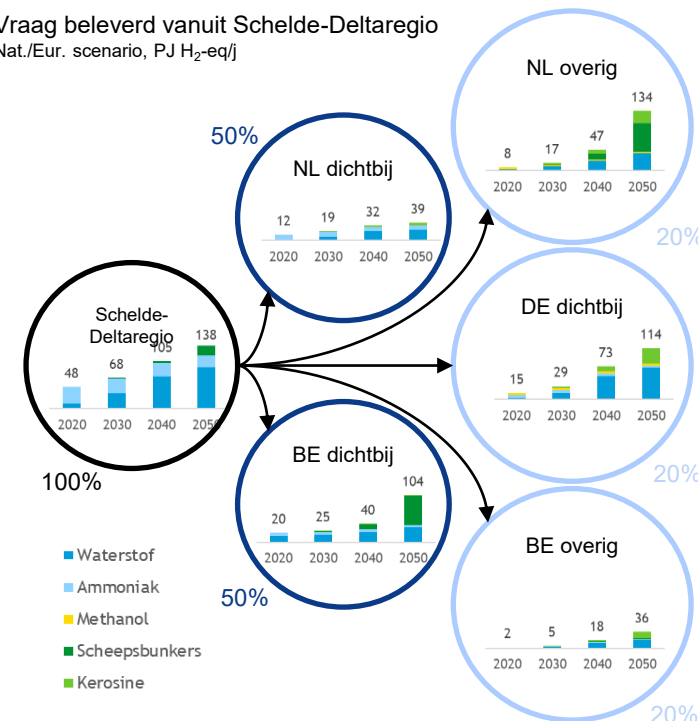 Vraag beleverd vanuit Schelde-Deltaregio
Nat./Eur. scenario, PJ H₂-eq/j
NL overig
8 17 47 134
2020 2030 2040 2050
20%
50%
NL dichtbij
12 19 32 39
2020 2030 2040 2050
Schelde-
Deltaregio
48 68 105 138
2020 2030 2040 2050
100%
DE dichtbij
15 29 73 114
2020 2030 2040 2050
20%
BE dichtbij
20 25 40 104
2020 2030 2040 2050
50%
BE overig
2 5 18 36
2020 2030 2040 2050
20%
Waterstof
Ammoniak
Methanol
Scheepsbunkers
Kerosine